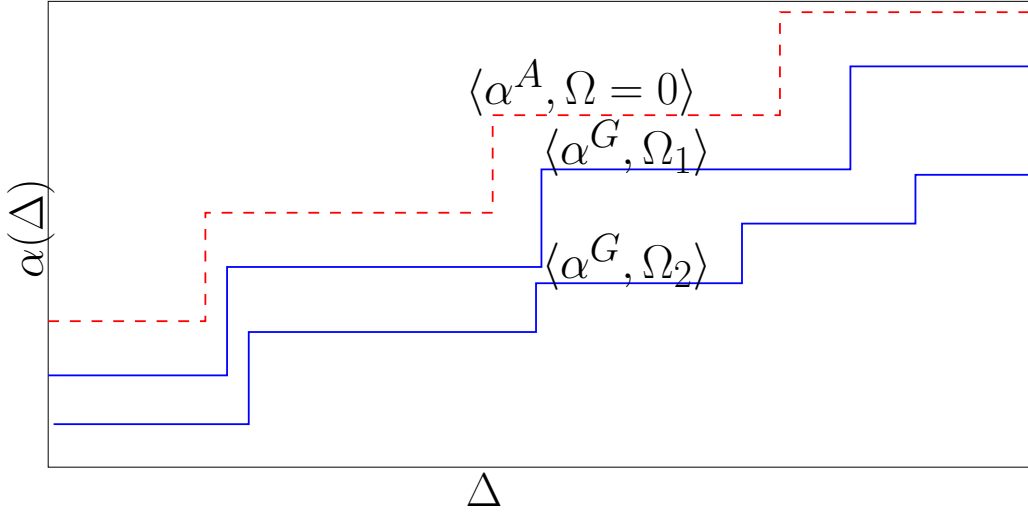 ⟨α^A, Ω = 0⟩
⟨α^G, Ω_1⟩
α(Δ)
⟨α^G, Ω_2⟩
Δ